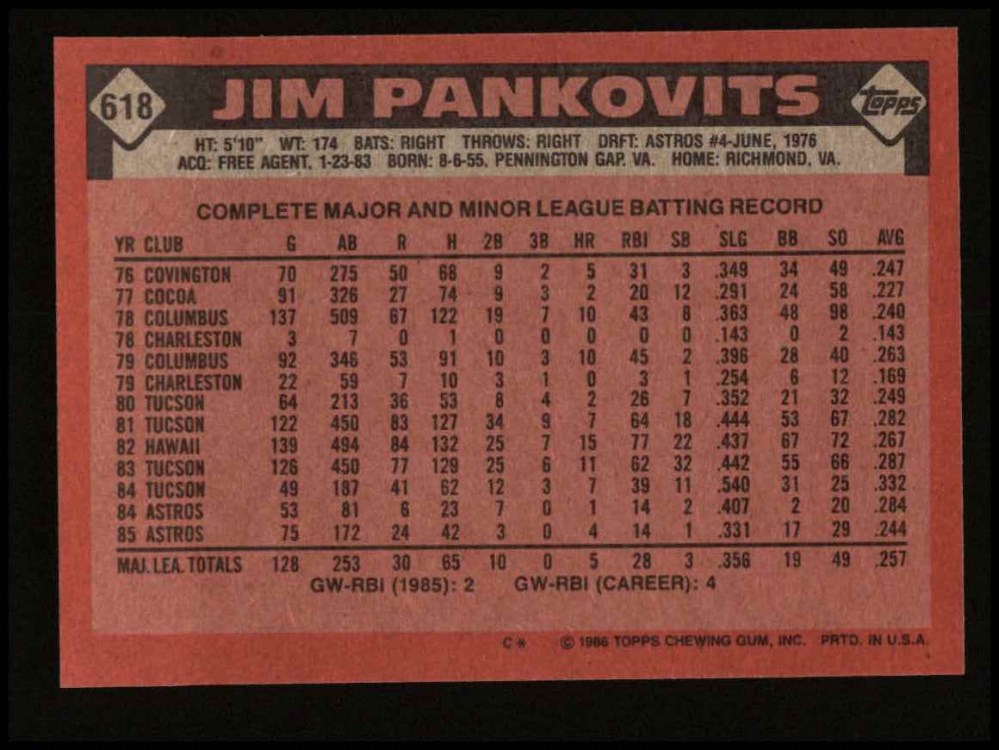 618 JIM PANKOVITS Topps
HT: 5'10" WT: 174 BATS: RIGHT THROWS: RIGHT DRFT: ASTROS #4-JUNE, 1976
ACQ: FREE AGENT, 1-23-83 BORN: 8-6-55, PENNINGTON GAP. VA. HOME: RICHMOND, VA.
COMPLETE MAJOR AND MINOR LEAGUE BATTING RECORD
YR CLUB G AB R H 2B 3B HR RBI SB SLG BB SO AVG
76 COVINGTON 70 275 50 68 9 2 5 31 3 .349 34 49 .247
77 COCOA 91 326 27 74 9 3 2 20 12 .291 24 58 .227
78 COLUMBUS 137 509 67 122 19 7 10 43 8 .363 48 98 .240
78 CHARLESTON 3 7 0 1 0 0 0 0 0 .143 0 2 .143
79 COLUMBUS 92 346 53 91 10 3 10 45 2 .396 28 40 .263
79 CHARLESTON 22 59 7 10 3 1 0 3 1 .254 6 12 .169
80 TUCSON 64 213 36 53 8 4 2 26 7 .352 21 32 .249
81 TUCSON 122 450 83 127 34 9 7 64 18 .444 53 67 .282
82 HAWAII 139 494 84 132 25 7 15 77 22 .437 67 72 .267
83 TUCSON 126 450 77 129 25 6 11 62 32 .442 55 66 .287
84 TUCSON 49 187 41 62 12 3 7 39 11 .540 31 25 .332
84 ASTROS 53 81 6 23 7 0 1 14 2 .407 2 20 .284
85 ASTROS 75 172 24 42 3 0 4 14 1 .331 17 29 .244
MAJ. LEA. TOTALS 128 253 30 65 10 0 5 28 3 .356 19 49 .257
GW-RBI (1985): 2 GW-RBI (CAREER): 4
C* © 1986 TOPPS CHEWING GUM, INC. PRTD. IN U.S.A.